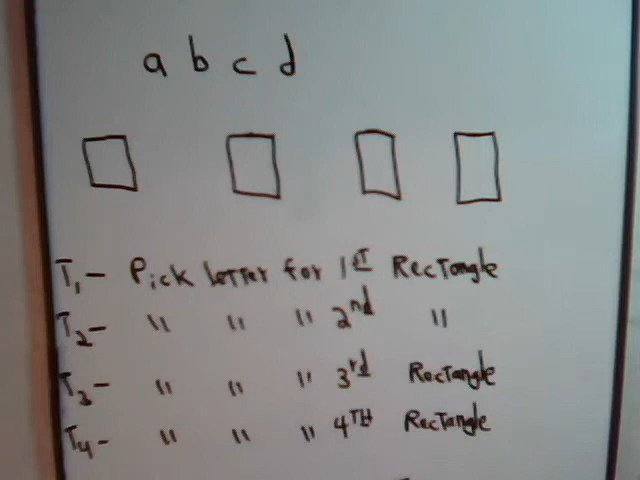 a b c d
T1- Pick letter for 1st Rectangle
T2- " " " 2nd "
T3- " " " 3rd Rectangle
T4- " " " 4TH Rectangle